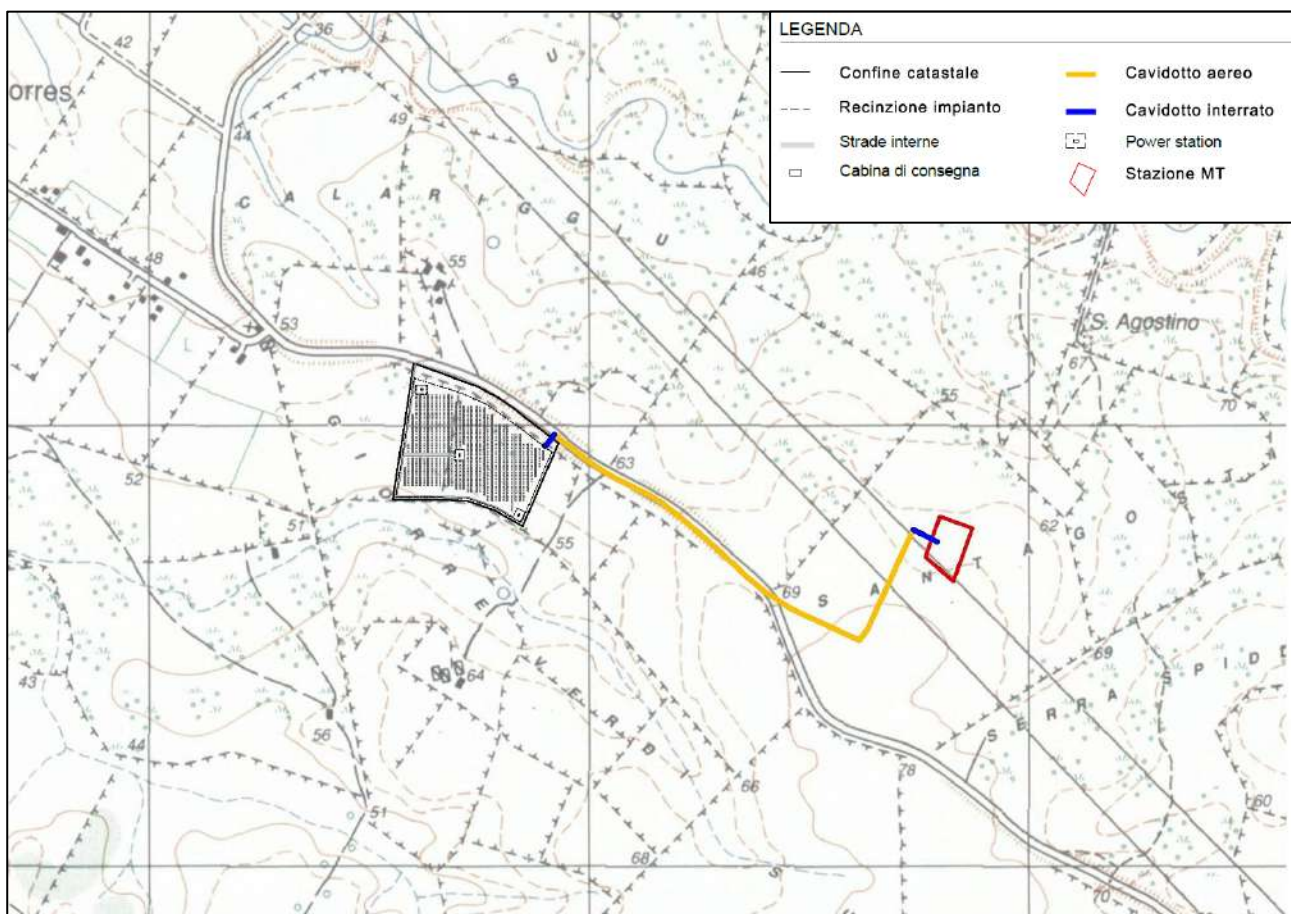 LEGENDA
Confine catastale
Cavidotto aereo
Recinzione impianto
Cavidotto interrato
Strade interne
Power station
Cabina di consegna
Stazione MT
42
36
S U
orres
44
49
C A L A R I G G I U
48
55
46
53
S. Agostino
67
55
70
63
52
51
55
62
S A N T A G O S T
69
R E V E R D I S
64
69
43
56
SERRA SPIDD
44
78
66
60
51
68
70